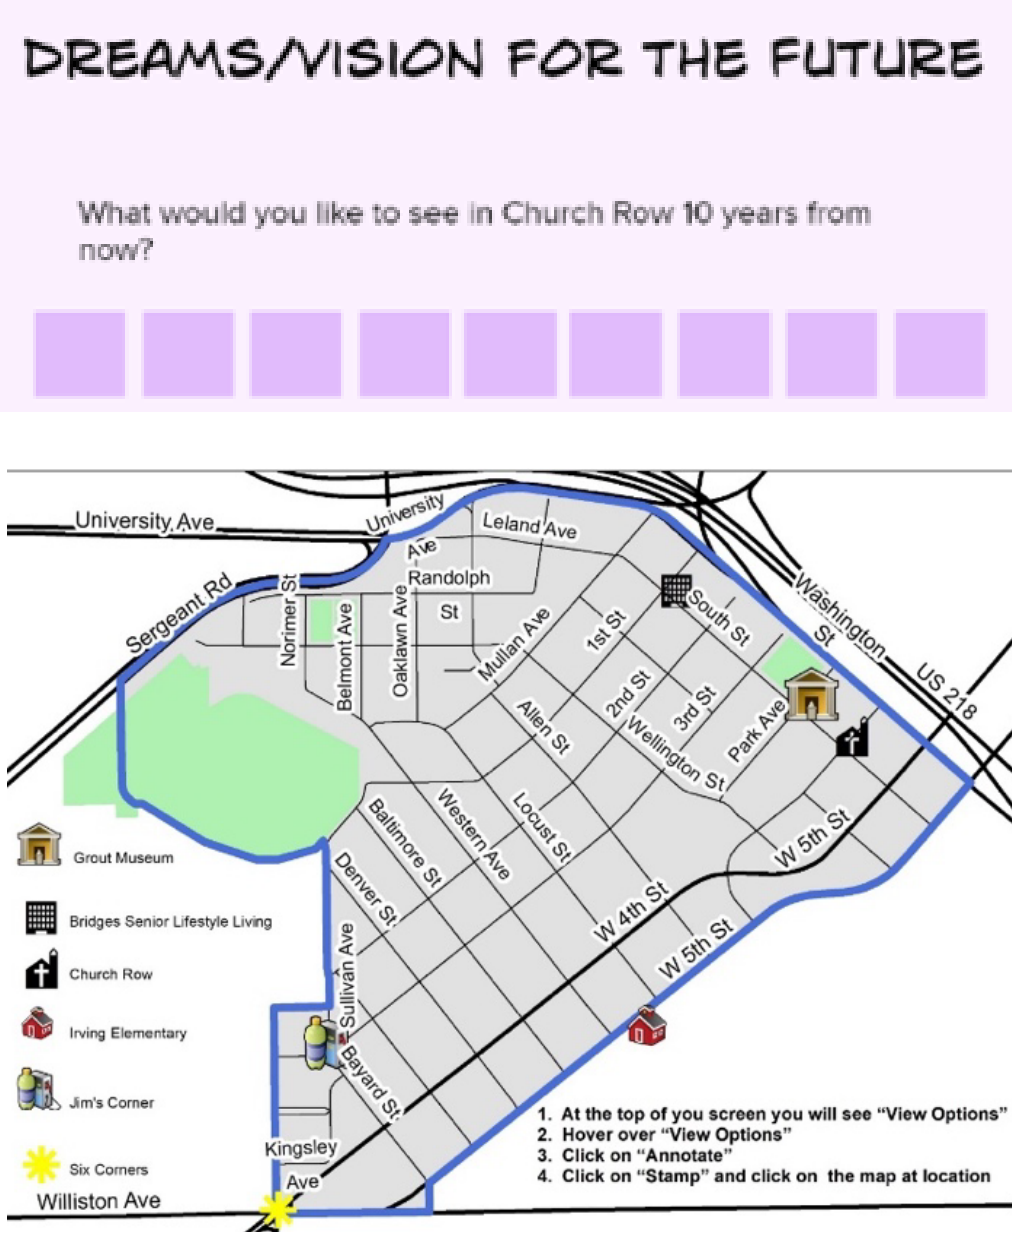 DREAMS/VISION FOR THE FUTURE
What would you like to see in Church Row 10 years from
now?
University Ave
University
Ave
Leland Ave
Randolph
St
Sergeant Rd
Norimer St
Belmont Ave
Oaklawn Ave
Mullan Ave
1st St
South St
Washington
St
US 218
2nd St
3rd St
Park Ave
Allen St
Wellington St
Baltimore St
Western Ave
Locust St
W 5th St
Denver St
W 4th St
W 5th St
Sullivan Ave
Bayard St
Kingsley
Ave
Williston Ave
Grout Museum
Bridges Senior Lifestyle Living
Church Row
Irving Elementary
Jim's Corner
Six Corners
1. At the top of you screen you will see “View Options”
2. Hover over “View Options”
3. Click on “Annotate”
4. Click on “Stamp” and click on the map at location